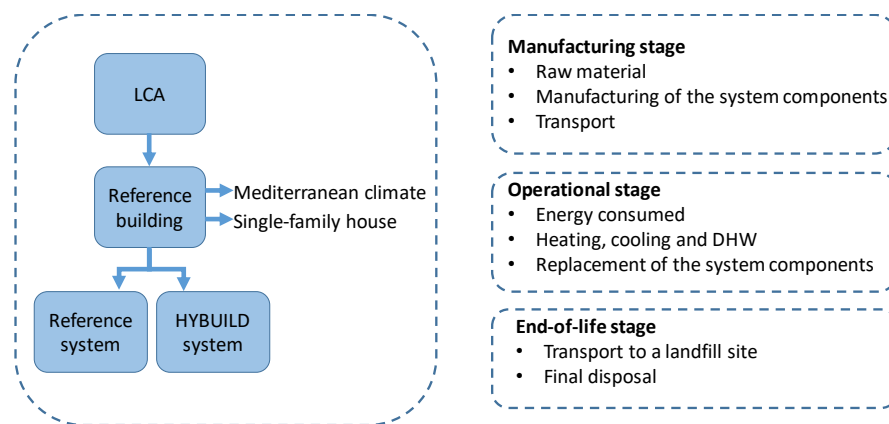 LCA
Reference
building
Mediterranean climate
Single-family house
Reference
system
HYBUILD
system
Manufacturing stage
• Raw material
• Manufacturing of the system components
• Transport
Operational stage
• Energy consumed
• Heating, cooling and DHW
• Replacement of the system components
End-of-life stage
• Transport to a landfill site
• Final disposal